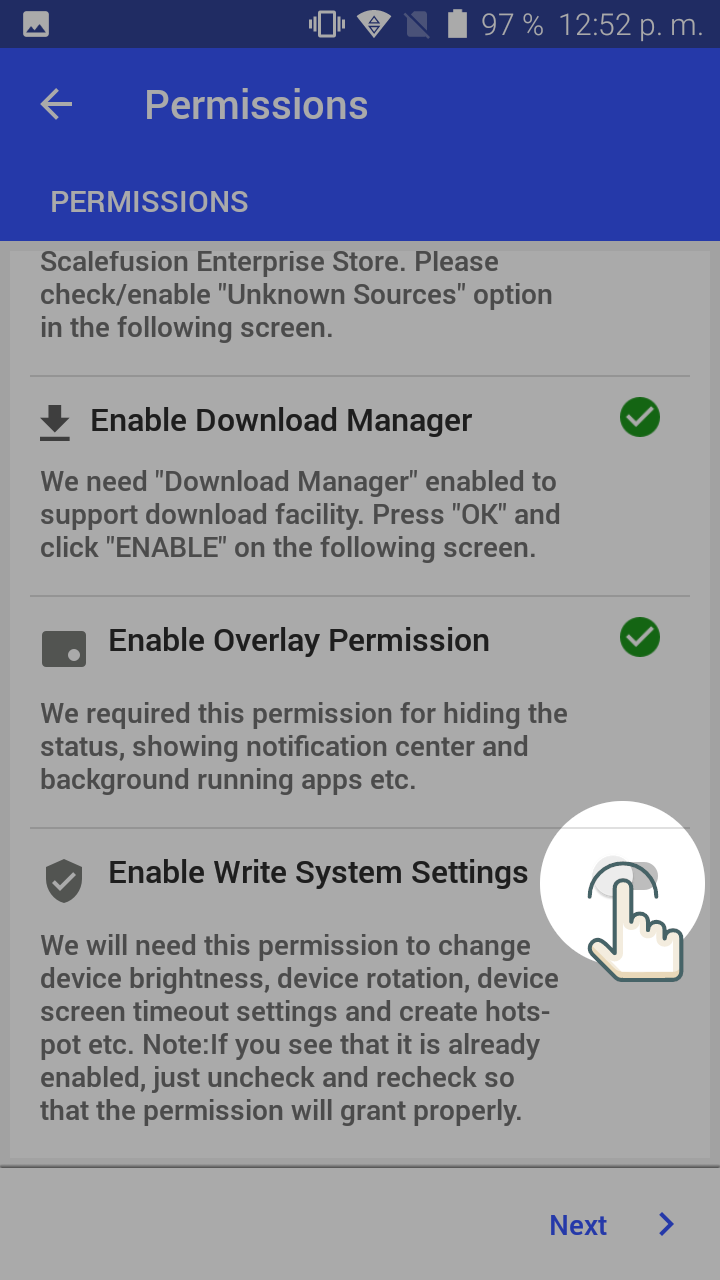 97 % 12:52 p. m.
Permissions
PERMISSIONS
Scalefusion Enterprise Store. Please
check/enable "Unknown Sources" option
in the following screen.
Enable Download Manager
We need "Download Manager" enabled to
support download facility. Press "OK" and
click "ENABLE" on the following screen.
Enable Overlay Permission
We required this permission for hiding the
status, showing notification center and
background running apps etc.
Enable Write System Settings
We will need this permission to change
device brightness, device rotation, device
screen timeout settings and create hots-
pot etc. Note:If you see that it is already
enabled, just uncheck and recheck so
that the permission will grant properly.
Next